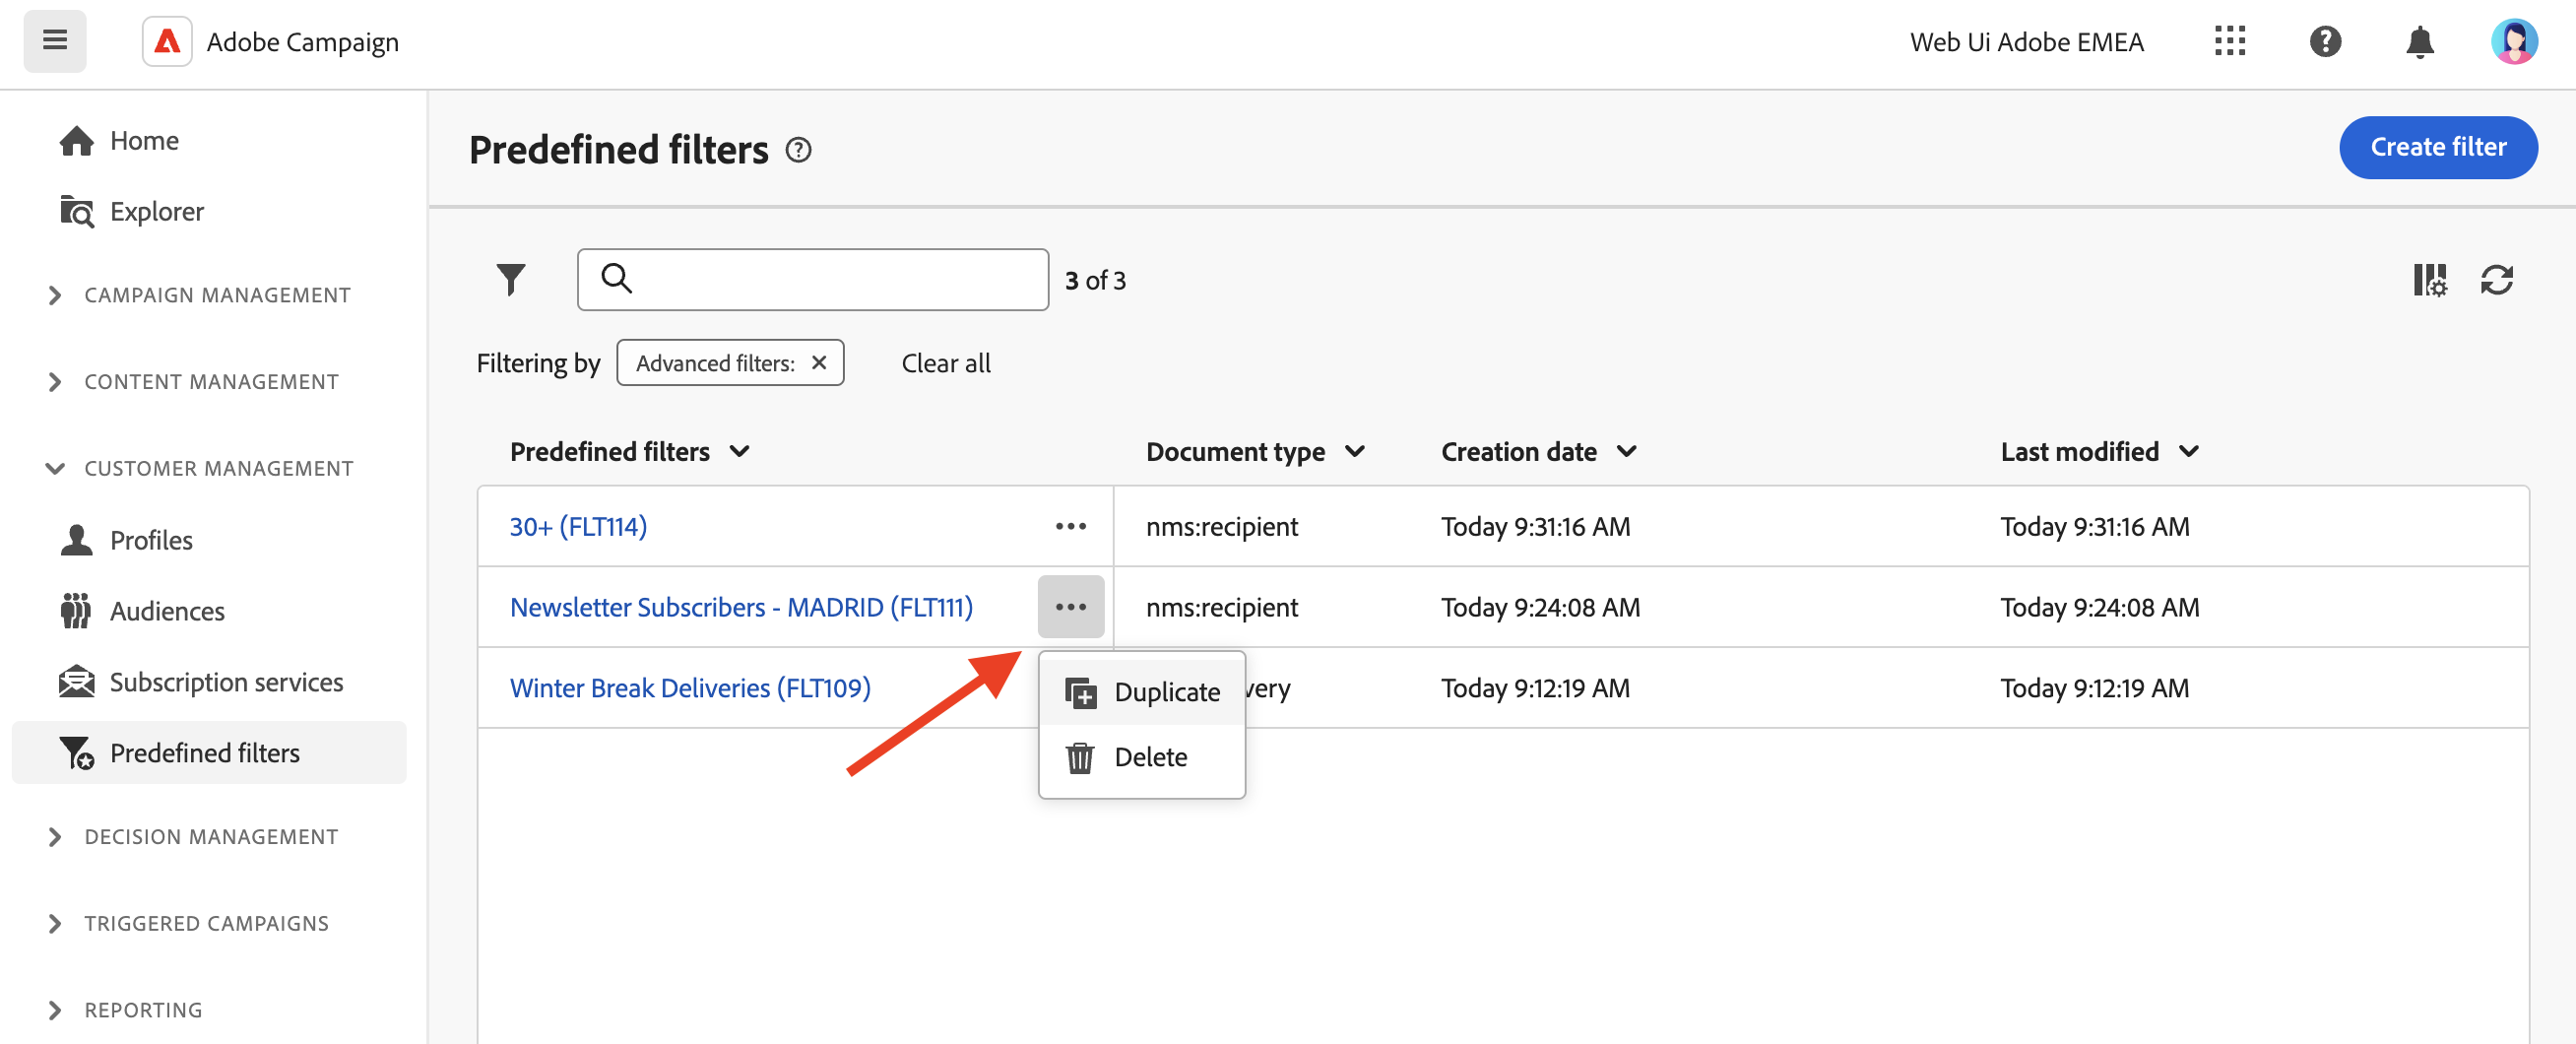 Adobe Campaign
Web Ui Adobe EMEA
Home
Explorer
CAMPAIGN MANAGEMENT
CONTENT MANAGEMENT
CUSTOMER MANAGEMENT
Profiles
Audiences
Subscription services
Predefined filters
DECISION MANAGEMENT
TRIGGERED CAMPAIGNS
REPORTING
Predefined filters
Create filter
3 of 3
Filtering by Advanced filters: Clear all
Predefined filters Document type Creation date Last modified
30+ (FLT114) nms:recipient Today 9:31:16 AM Today 9:31:16 AM
Newsletter Subscribers - MADRID (FLT111) nms:recipient Today 9:24:08 AM Today 9:24:08 AM
Winter Break Deliveries (FLT109) Today 9:12:19 AM Today 9:12:19 AM
Duplicate
Delete